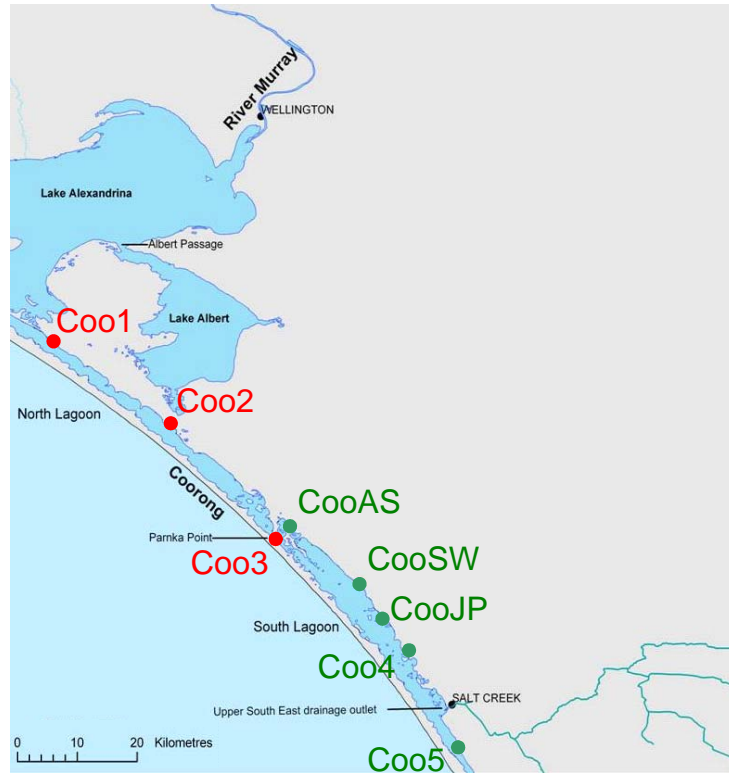 River Murray
WELLINGTON
Lake Alexandrina
Albert Passage
Coo1
Lake Albert
Coo2
North Lagoon
Coorong
CooAS
Parnka Point
Coo3
CooSW
CooJP
South Lagoon
Coo4
SALT CREEK
Upper South East drainage outlet
Coo5
0 10 20 Kilometres